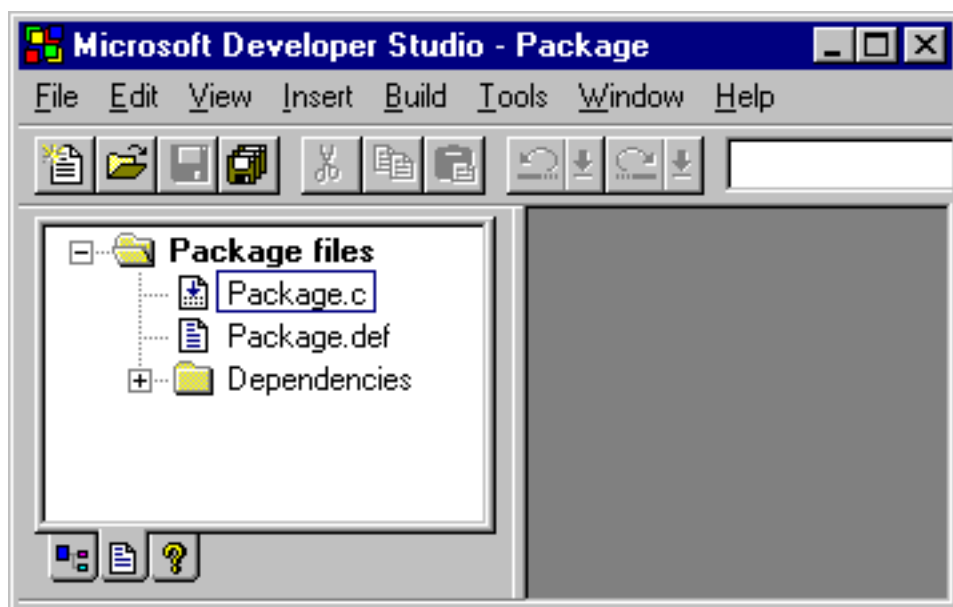 Microsoft Developer Studio - Package
File Edit View Insert Build Tools Window Help
Package files
Package.c
Package.def
Dependencies